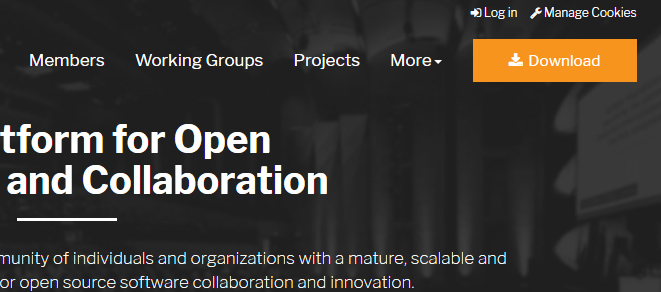 Log in Manage Cookies
Members Working Groups Projects More Download
tform for Open
and Collaboration
munity of individuals and organizations with a mature, scalable and
or open source software collaboration and innovation.